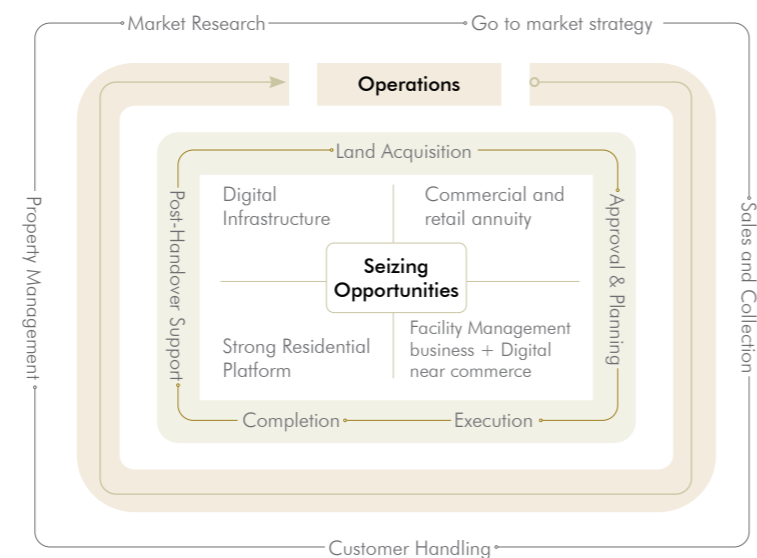 Market Research
Go to market strategy
Operations
Land Acquisition
Digital
Infrastructure
Commercial and
retail annuity
Property Management
Post-Handover Support
Approval & Planning
Sales and Collection
Seizing
Opportunities
Strong Residential
Platform
Facility Management
business + Digital
near commerce
Completion
Execution
Customer Handling